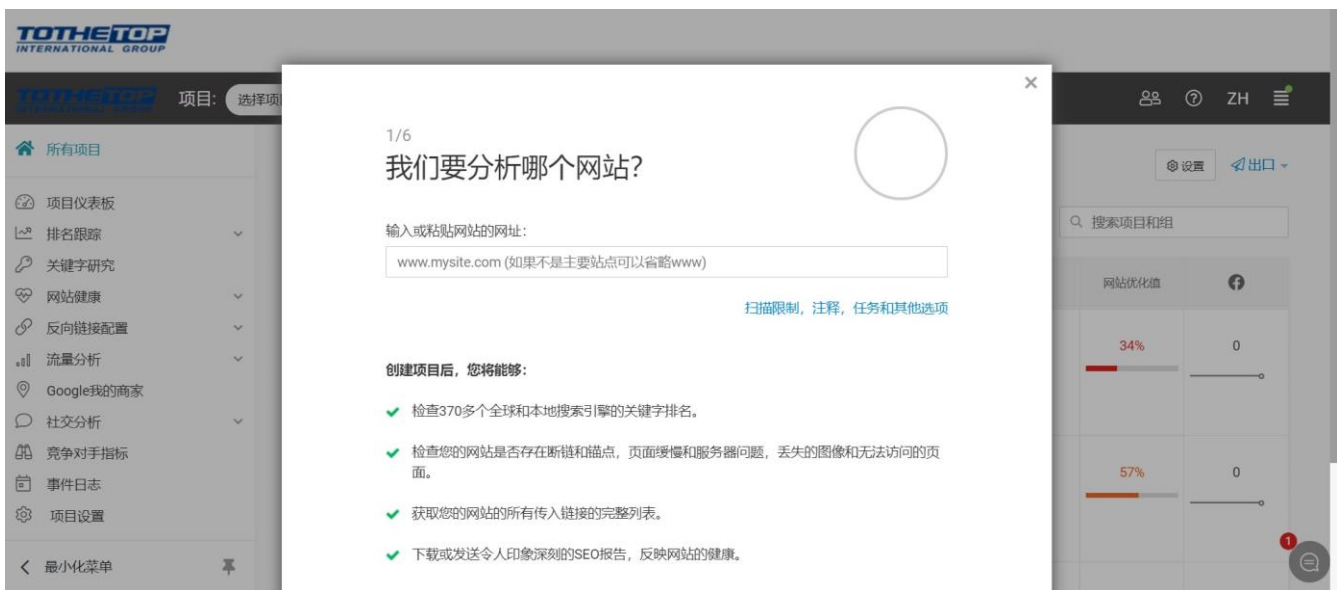 TOTHETOP
INTERNATIONAL GROUP
TOTHETOP
项目:
选择项
ZH
所有项目
项目仪表板
排名跟踪
关键字研究
网站健康
反向链接配置
流量分析
Google我的商家
社交分析
竞争对手指标
事件日志
项目设置
最小化菜单
×
1/6
我们要分析哪个网站?
输入或粘贴网站的网址:
www.mysite.com (如果不是主要站点可以省略www)
扫描限制,注释,任务和其他选项
创建项目后,您将能够:
检查370多个全球和本地搜索引擎的关键字排名。
检查您的网站是否存在断链和锚点,页面缓慢和服务器问题,丢失的图像和无法访问的页
面。
获取您的网站的所有传入链接的完整列表。
下载或发送令人印象深刻的SEO报告,反映网站的健康。
设置
出口
搜索项目和组
网站优化值
34%
0
57%
0
1